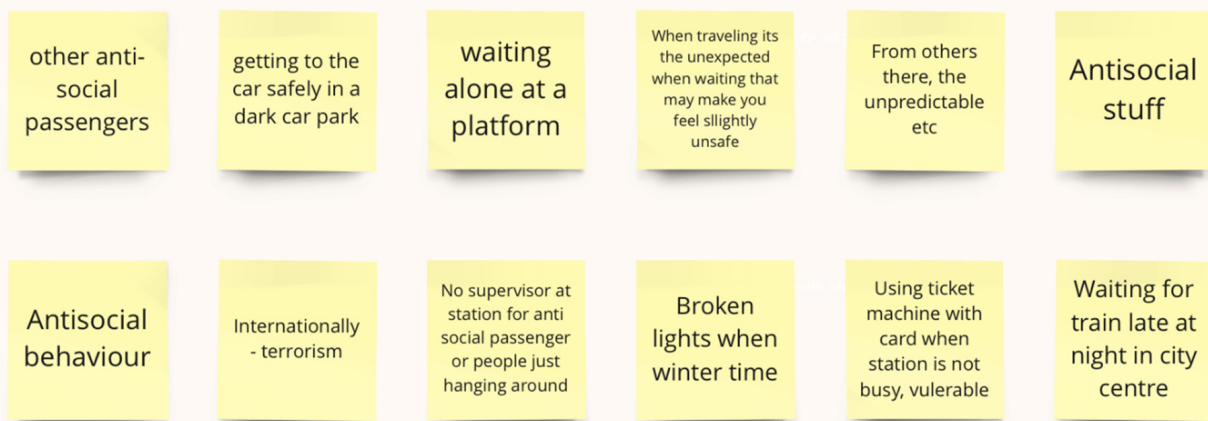 other anti-
social
passengers
getting to the
car safely in a
dark car park
waiting
alone at a
platform
When traveling its
the unexpected
when waiting that
may make you
feel sllightly
unsafe
From others
there, the
unpredictable
etc
Antisocial
stuff
Antisocial
behaviour
Internationally
- terrorism
No supervisor at
station for anti
social passenger
or people just
hanging around
Broken
lights when
winter time
Using ticket
machine with
card when
station is not
busy, vulerable
Waiting for
train late at
night in city
centre